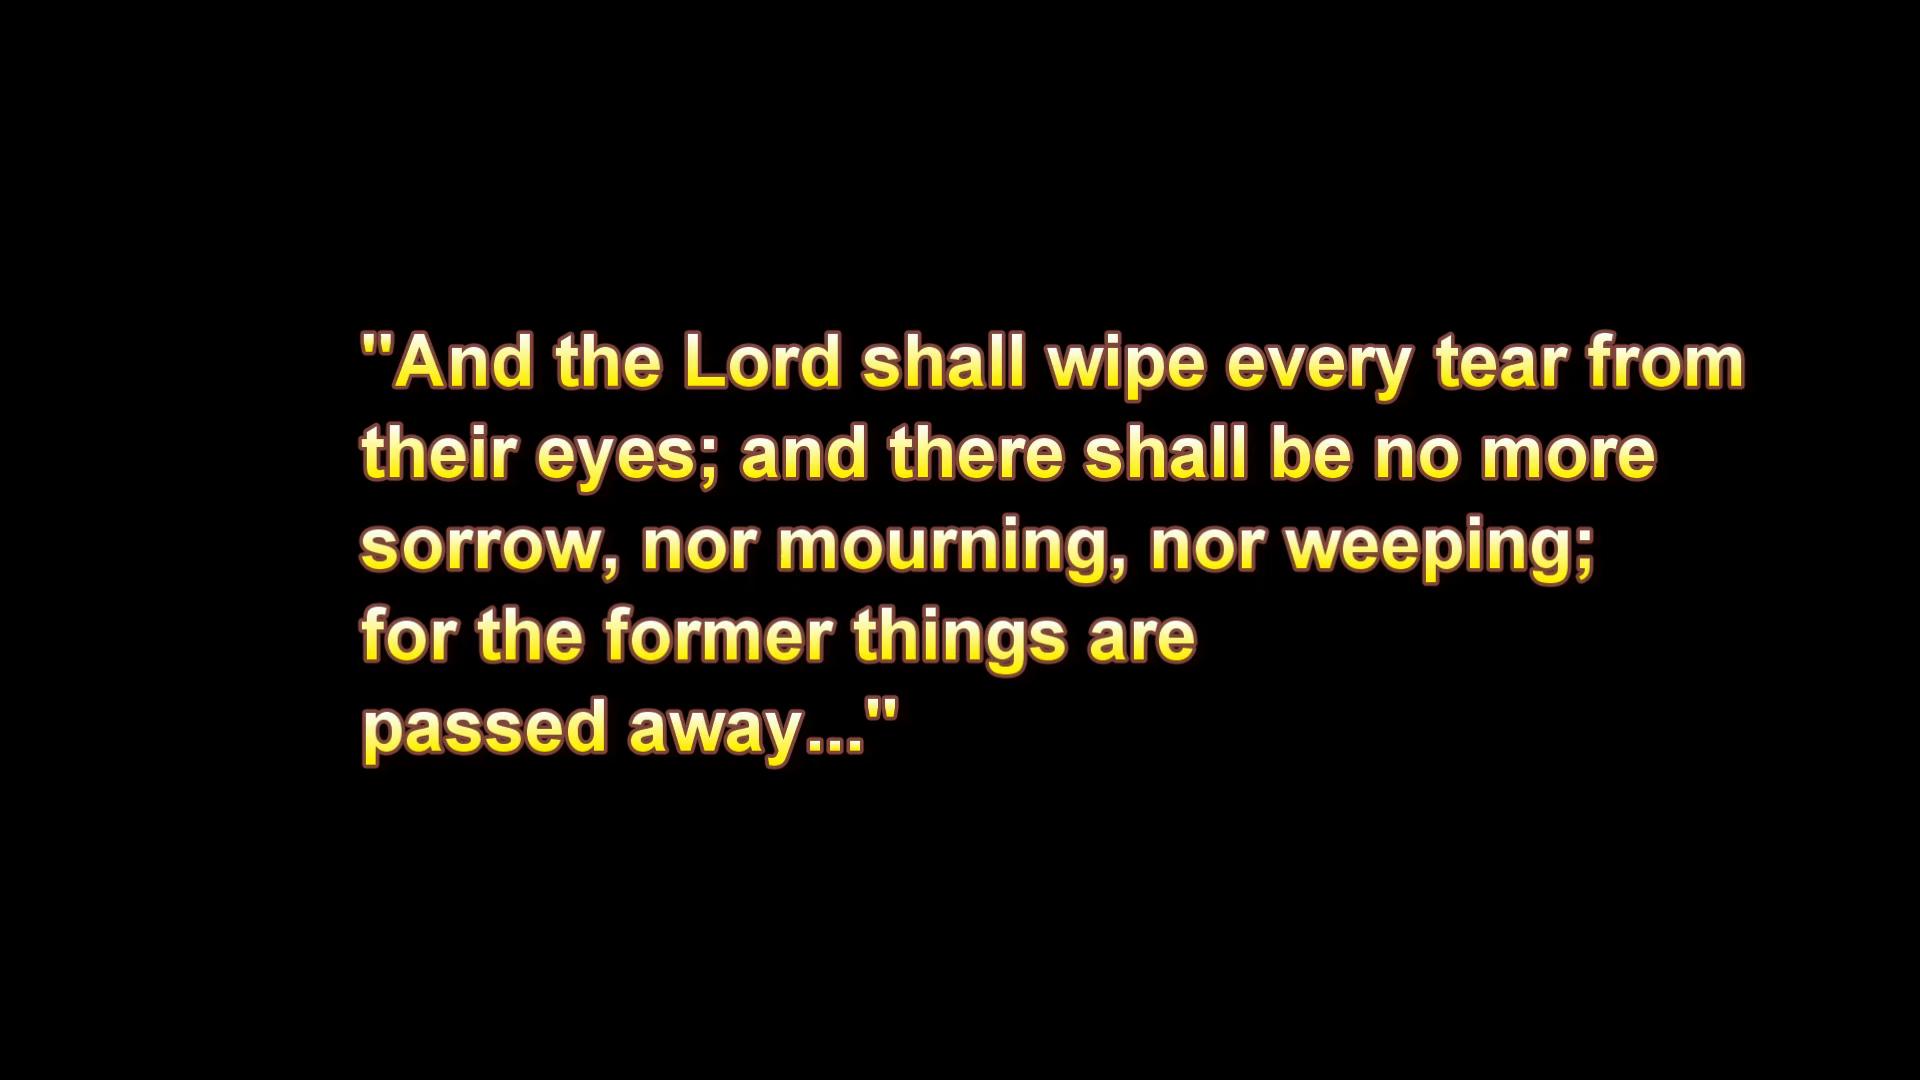 "And the Lord shall wipe every tear from
their eyes; and there shall be no more
sorrow, nor mourning, nor weeping;
for the former things are
passed away..."